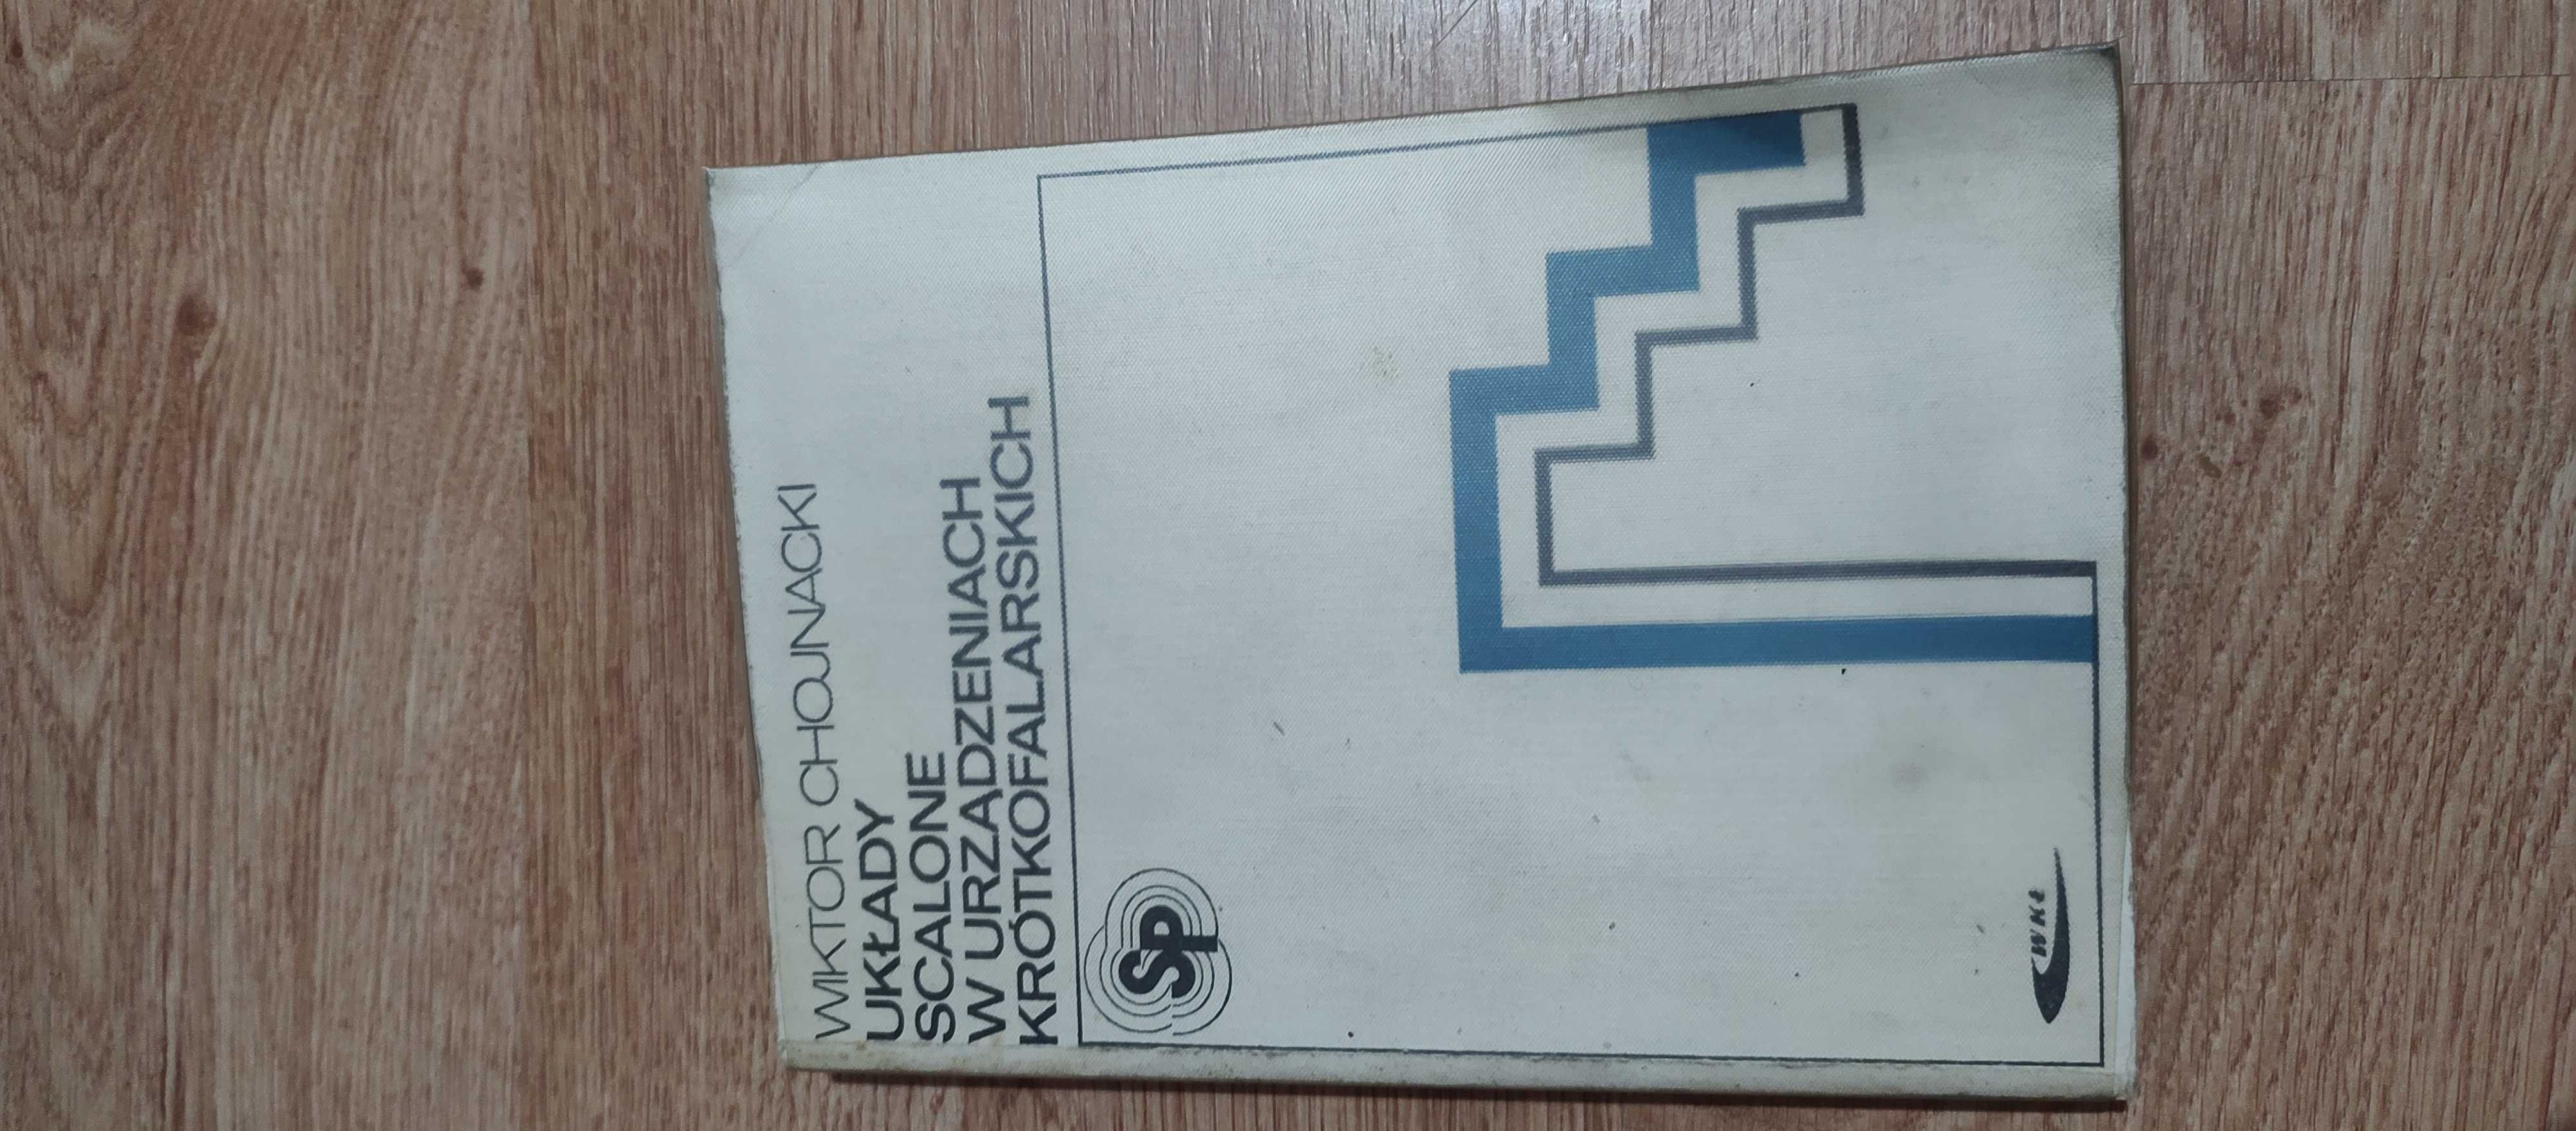 WIKTOR CHOJNACKI
UKŁADY
SCALONE
W URZĄDZENIACH
KRÓTKOFALARSKICH
SP
WKŁ